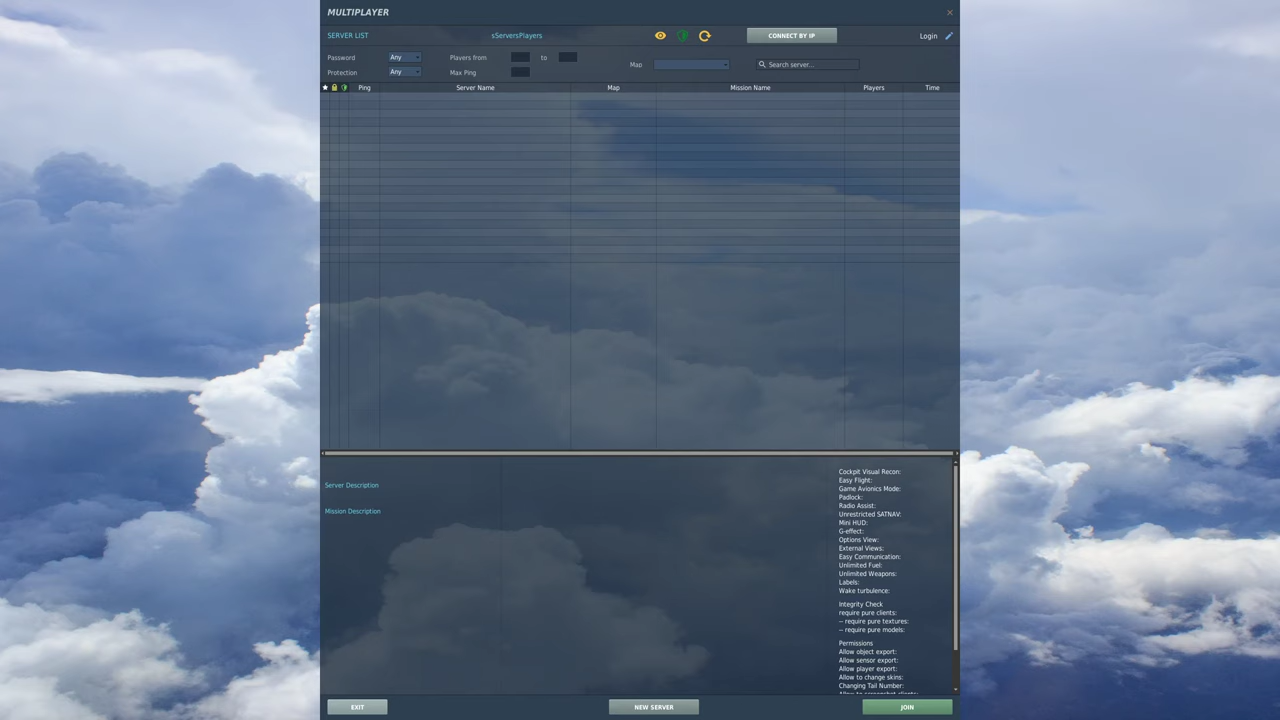 MULTIPLAYER
SERVER LIST sServersPlayers CONNECT BY IP Login
Password Any Players from to Map Search server...
Protection Any Max Ping
Ping Server Name Map Mission Name Players Time
Server Description
Mission Description
Cockpit Visual Recon:
Easy Flight:
Game Avionics Mode:
Padlock:
Radio Assist:
Unrestricted SATNAV:
Mini HUD:
G-effect:
Options View:
External Views:
Easy Communication:
Unlimited Fuel:
Unlimited Weapons:
Labels:
Wake turbulence:
Integrity Check
require pure clients:
-- require pure textures:
-- require pure models:
Permissions
Allow object export:
Allow sensor export:
Allow player export:
Allow to change skins:
Changing Tail Number:
EXIT NEW SERVER JOIN